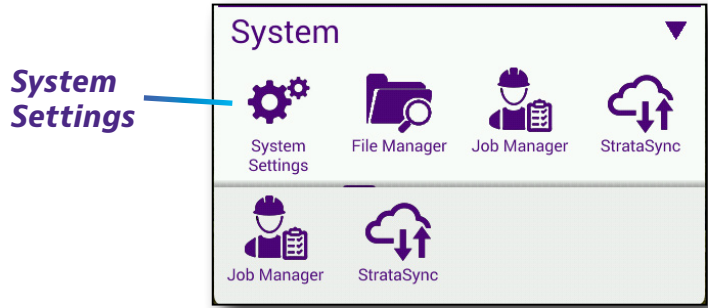 System
System
Settings
System
Settings
File Manager
Job Manager
StrataSync
Job Manager
StrataSync